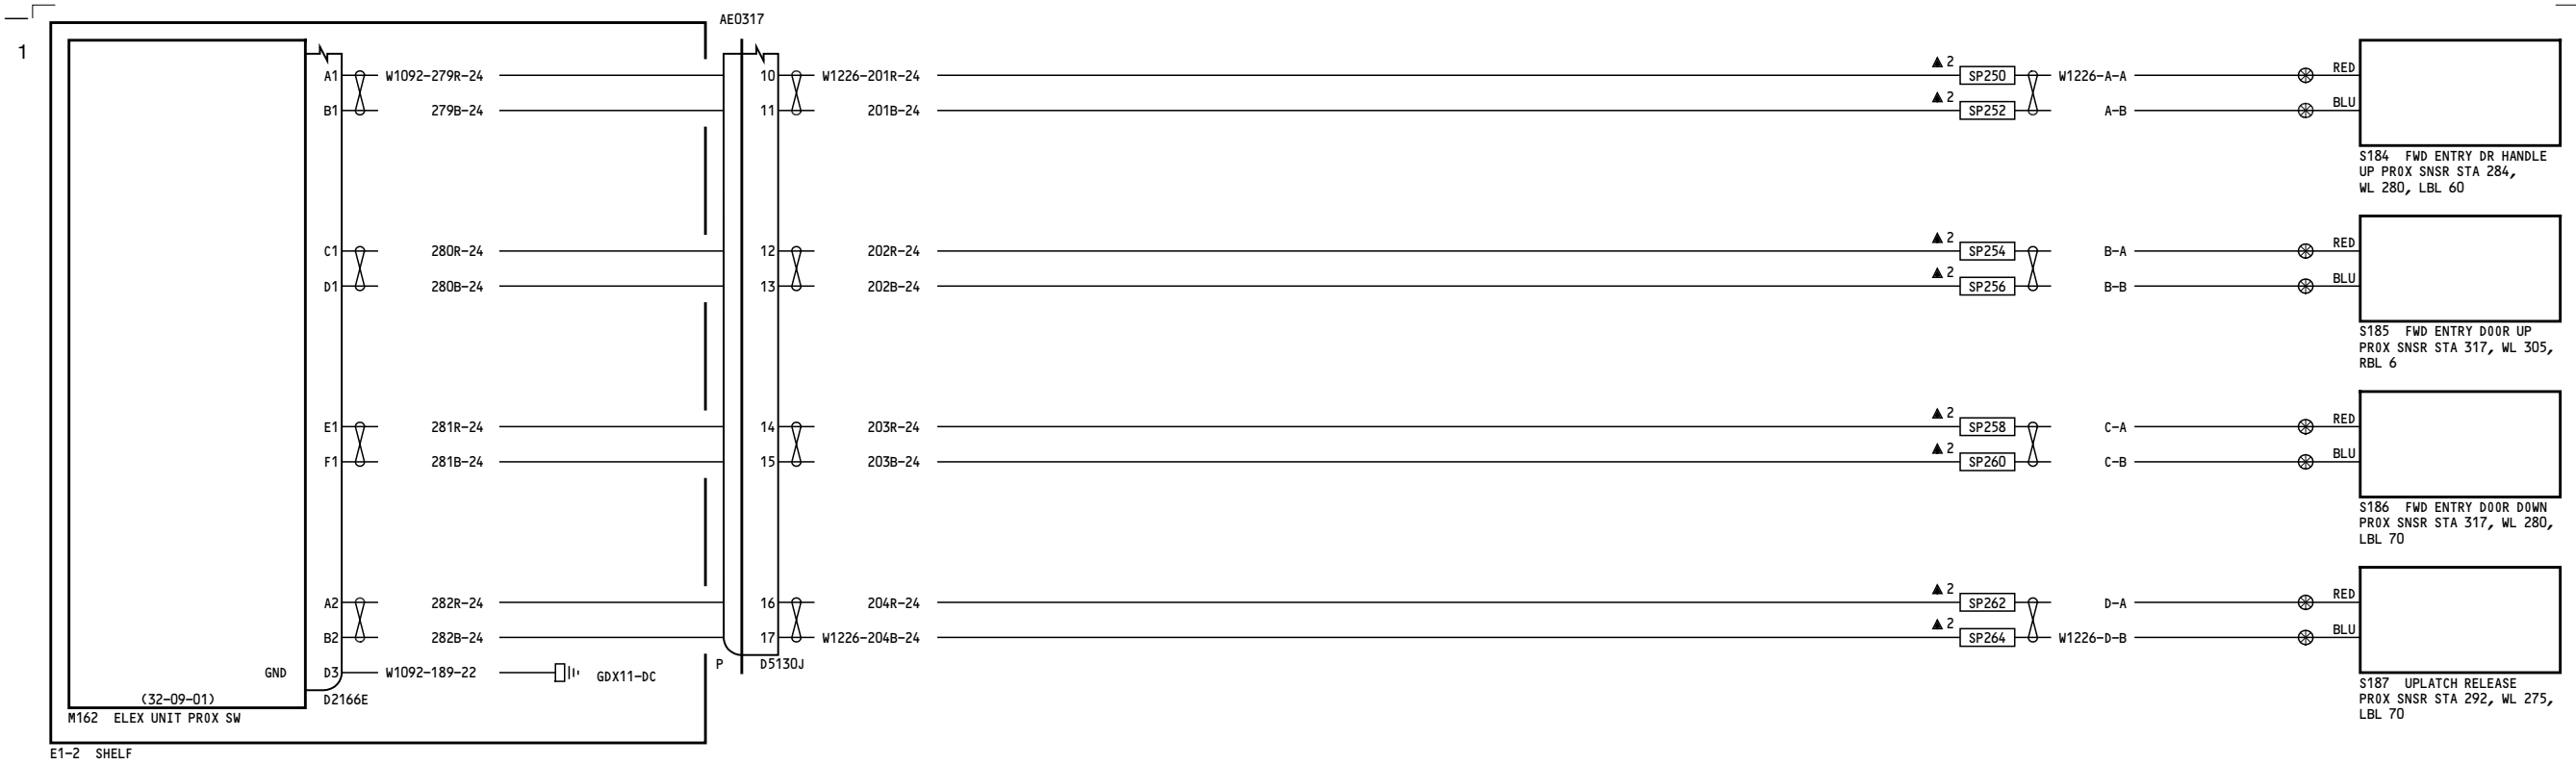 AE0317
1
A1 W1092-279R-24 10 W1226-201R-24 ▲ 2 SP250 W1226-A-A RED
B1 279B-24 11 201B-24 ▲ 2 SP252 A-B BLU
S184 FWD ENTRY DR HANDLE
UP PROX SNSR STA 284,
WL 280, LBL 60
C1 280R-24 12 202R-24 ▲ 2 SP254 B-A RED
D1 280B-24 13 202B-24 ▲ 2 SP256 B-B BLU
S185 FWD ENTRY DOOR UP
PROX SNSR STA 317, WL 305,
RBL 6
E1 281R-24 14 203R-24 ▲ 2 SP258 C-A RED
F1 281B-24 15 203B-24 ▲ 2 SP260 C-B BLU
S186 FWD ENTRY DOOR DOWN
PROX SNSR STA 317, WL 280,
LBL 70
A2 282R-24 16 204R-24 ▲ 2 SP262 D-A RED
B2 282B-24 17 W1226-204B-24 ▲ 2 SP264 W1226-D-B BLU
P D5130J
GND D3 W1092-189-22 GDX11-DC
S187 UPLATCH RELEASE
PROX SNSR STA 292, WL 275,
LBL 70
(32-09-01) D2166E
M162 ELEX UNIT PROX SW
E1-2 SHELF